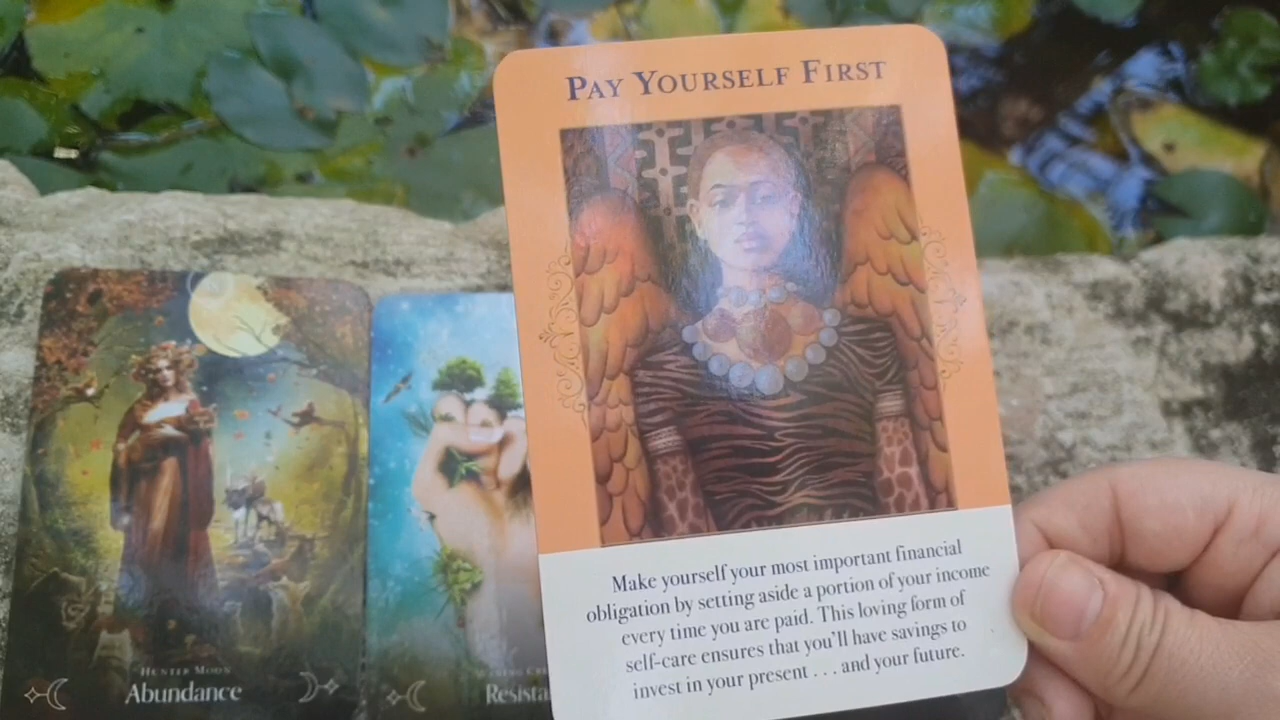 PAY YOURSELF FIRST
Make yourself your most important financial
obligation by setting aside a portion of your income
every time you are paid. This loving form of
self-care ensures that you'll have savings to
invest in your present . . . and your future.
HUNTER MOON
Abundance